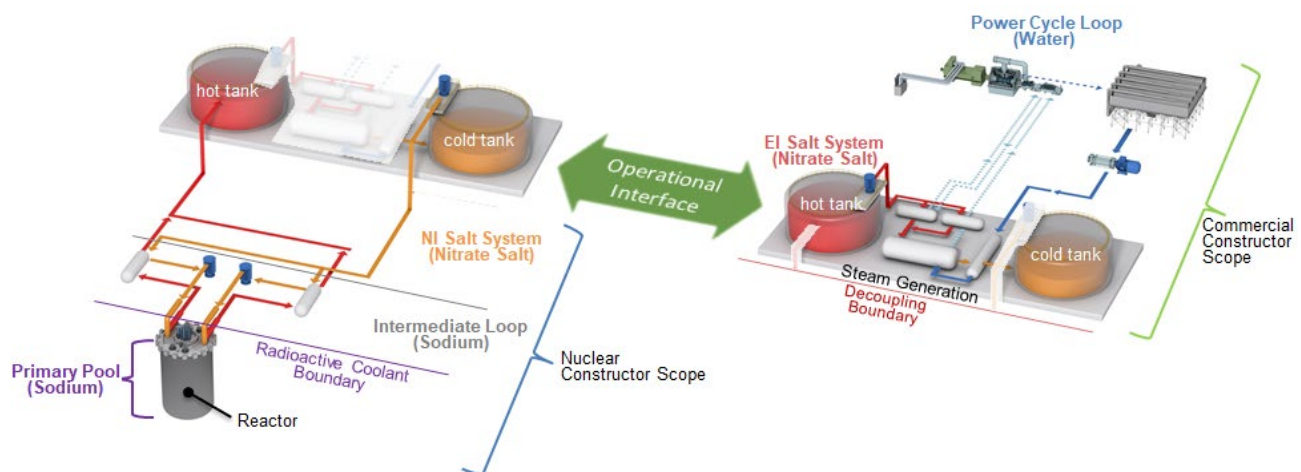 hot tank
cold tank
NI Salt System
(Nitrate Salt)
Intermediate Loop
(Sodium)
Radioactive Coolant
Boundary
Primary Pool
(Sodium)
Reactor
Nuclear
Constructor Scope
Operational
Interface
Power Cycle Loop
(Water)
EI Salt System
(Nitrate Salt)
hot tank
cold tank
Steam Generation
Decoupling
Boundary
Commercial
Constructor
Scope